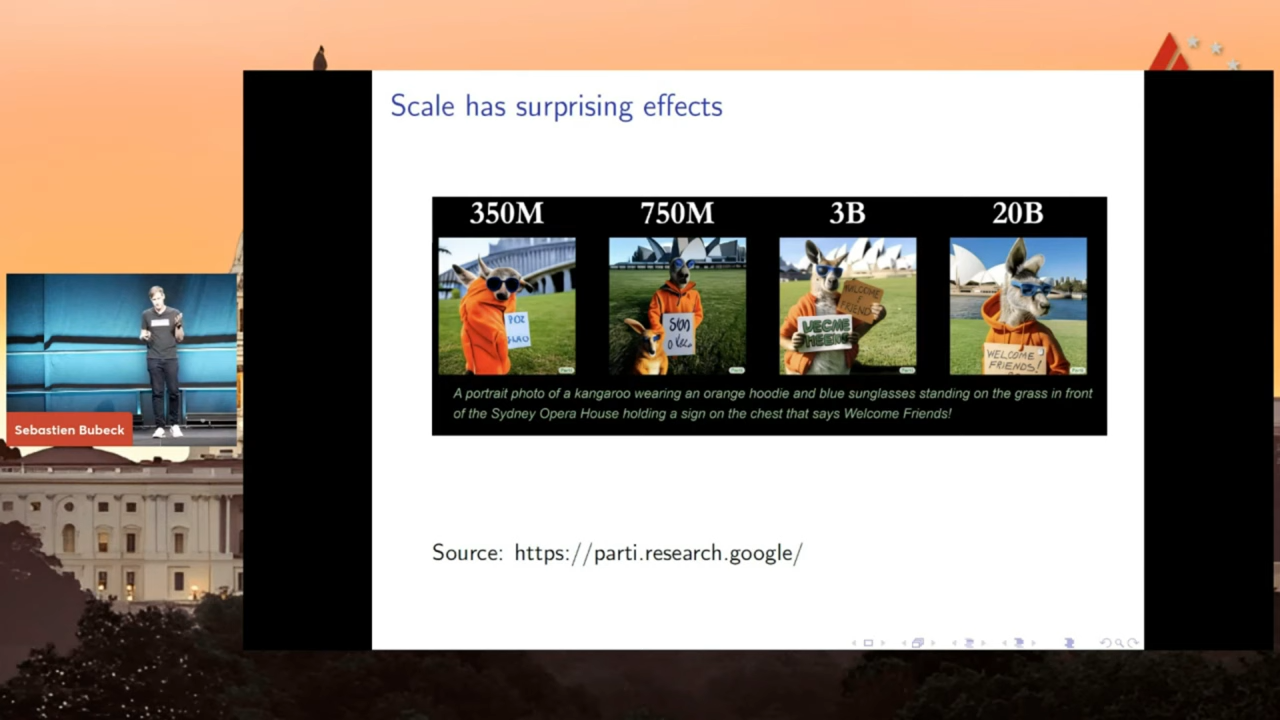 Scale has surprising effects
350M 750M 3B 20B
WELCOME
FRIENDS!
A portrait photo of a kangaroo wearing an orange hoodie and blue sunglasses standing on the grass in front
of the Sydney Opera House holding a sign on the chest that says Welcome Friends!
Sebastien Bubeck
Source: https://parti.research.google/